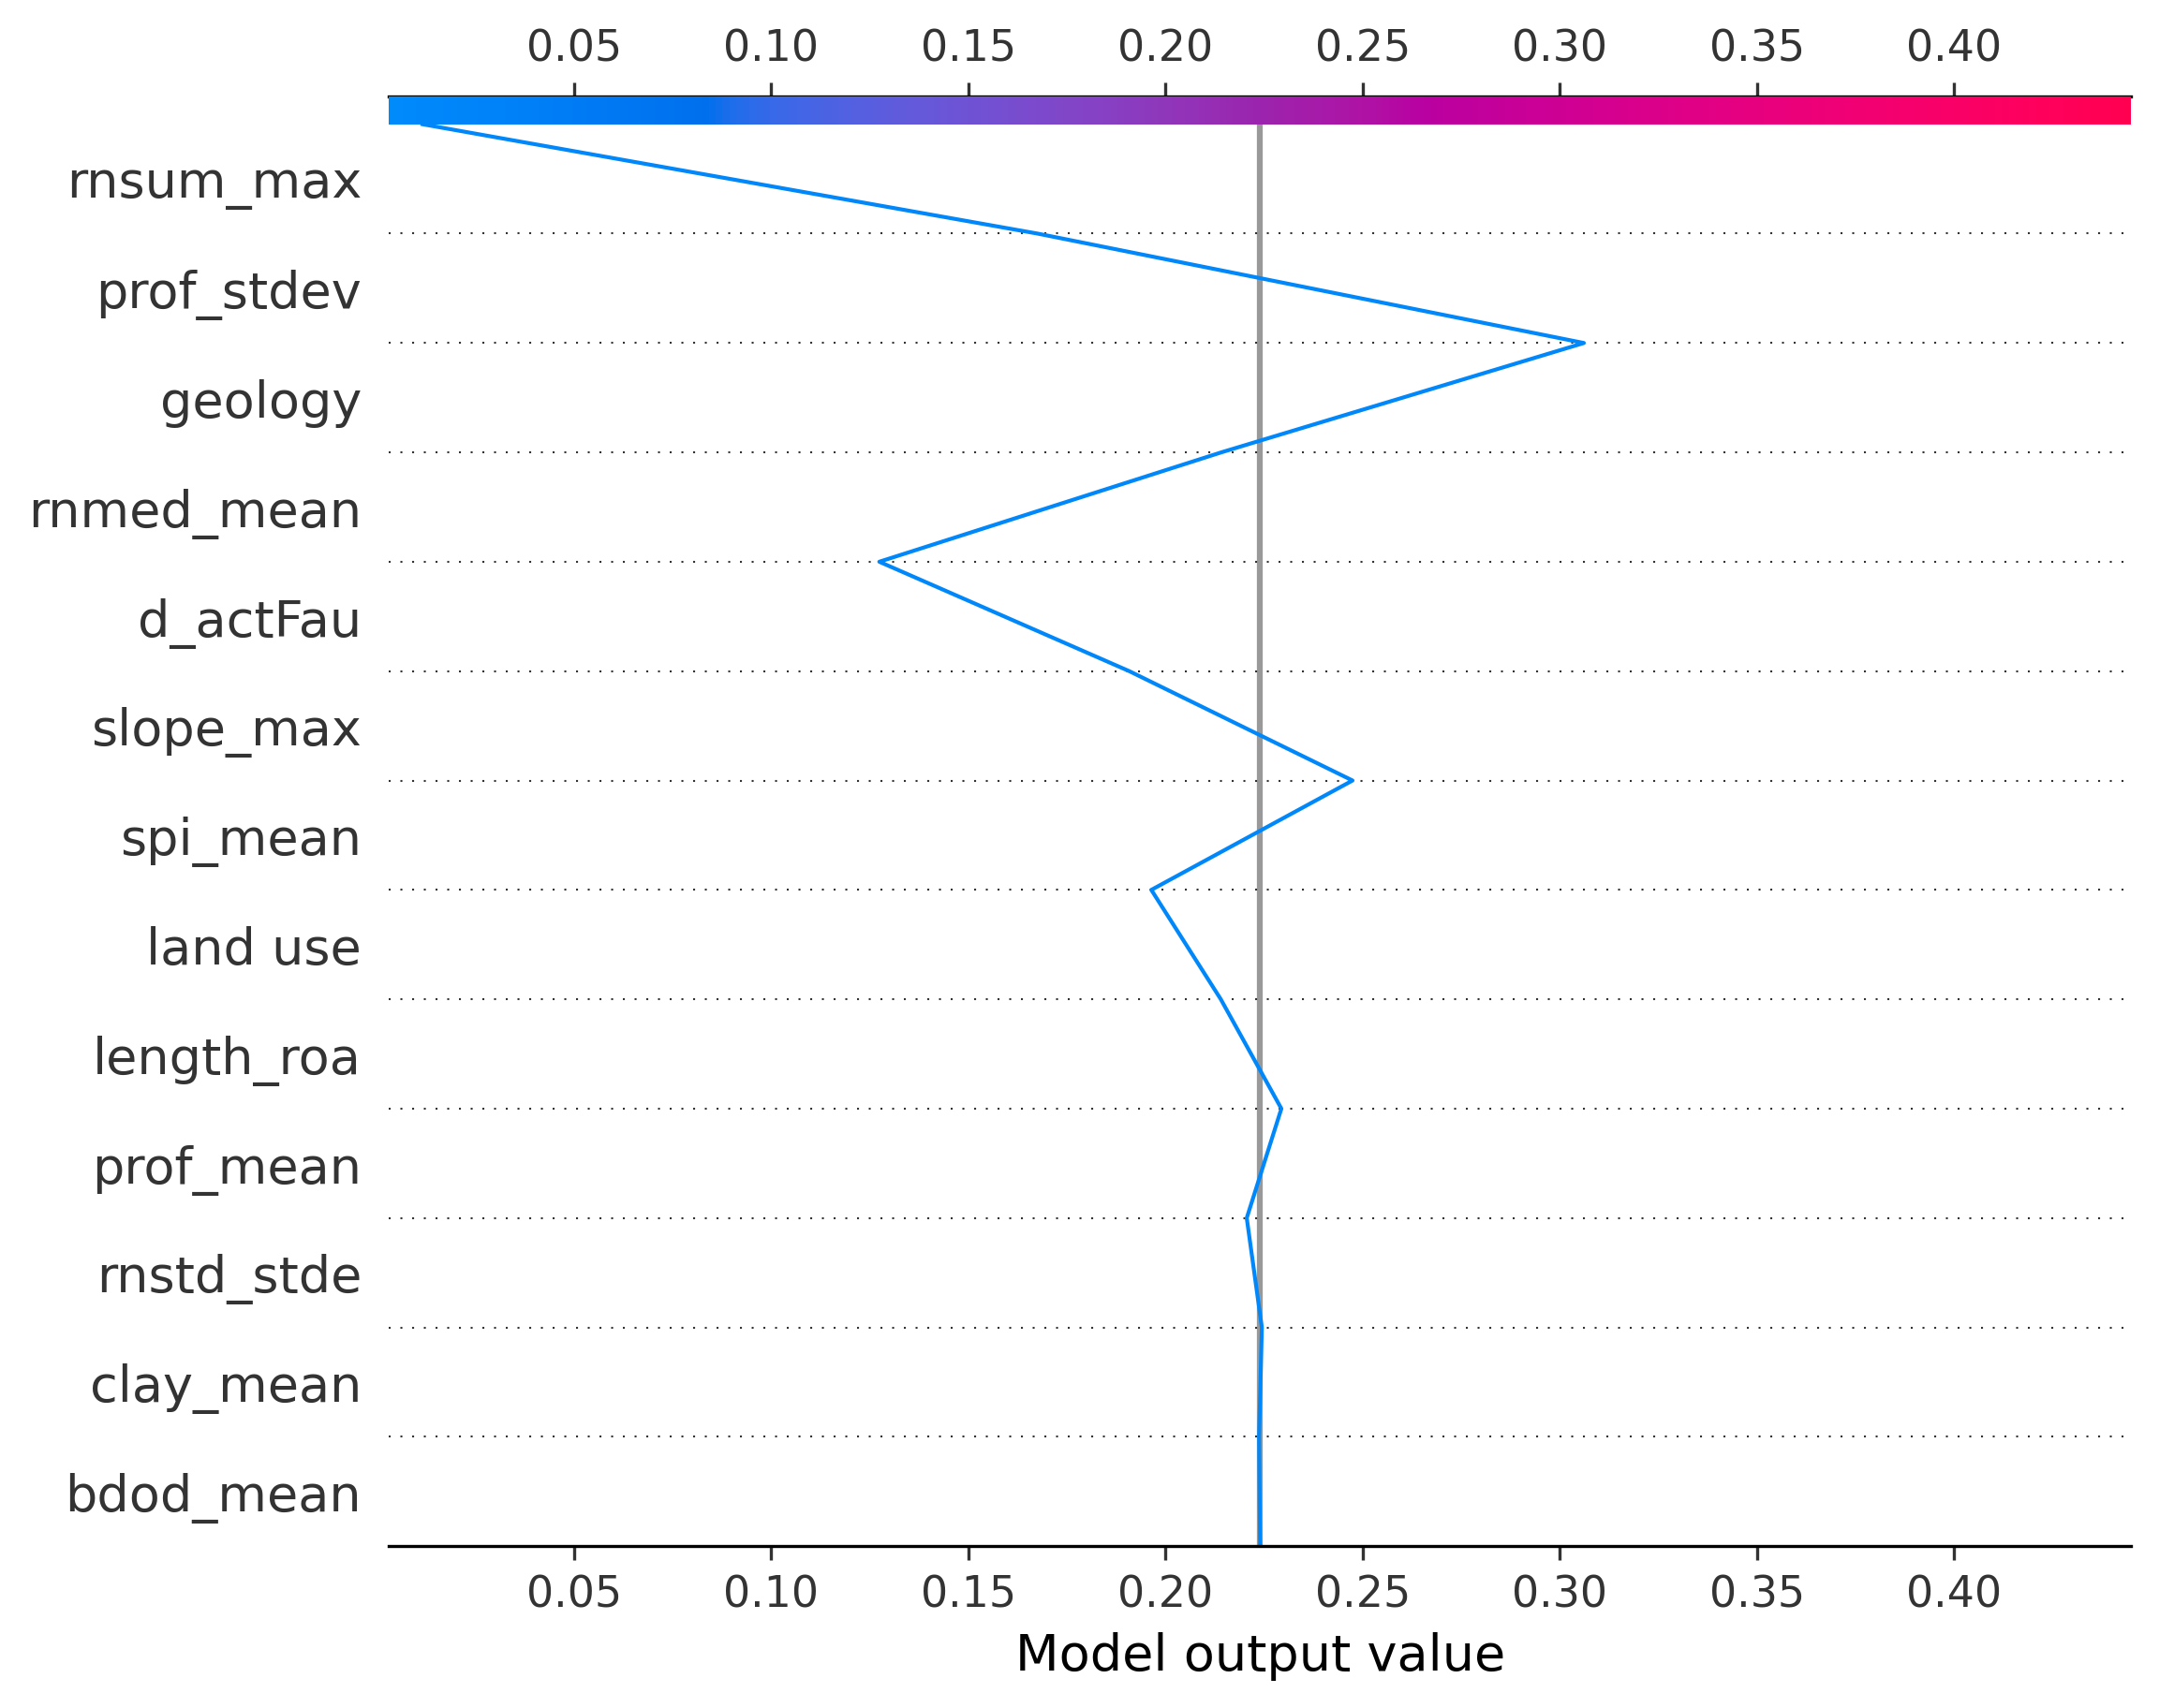 0.05 0.10 0.15 0.20 0.25 0.30 0.35 0.40
rnsum_max
prof_stdev
geology
rnmed_mean
d_actFau
slope_max
spi_mean
land use
length_roa
prof_mean
rnstd_stde
clay_mean
bdod_mean
0.05 0.10 0.15 0.20 0.25 0.30 0.35 0.40
Model output value